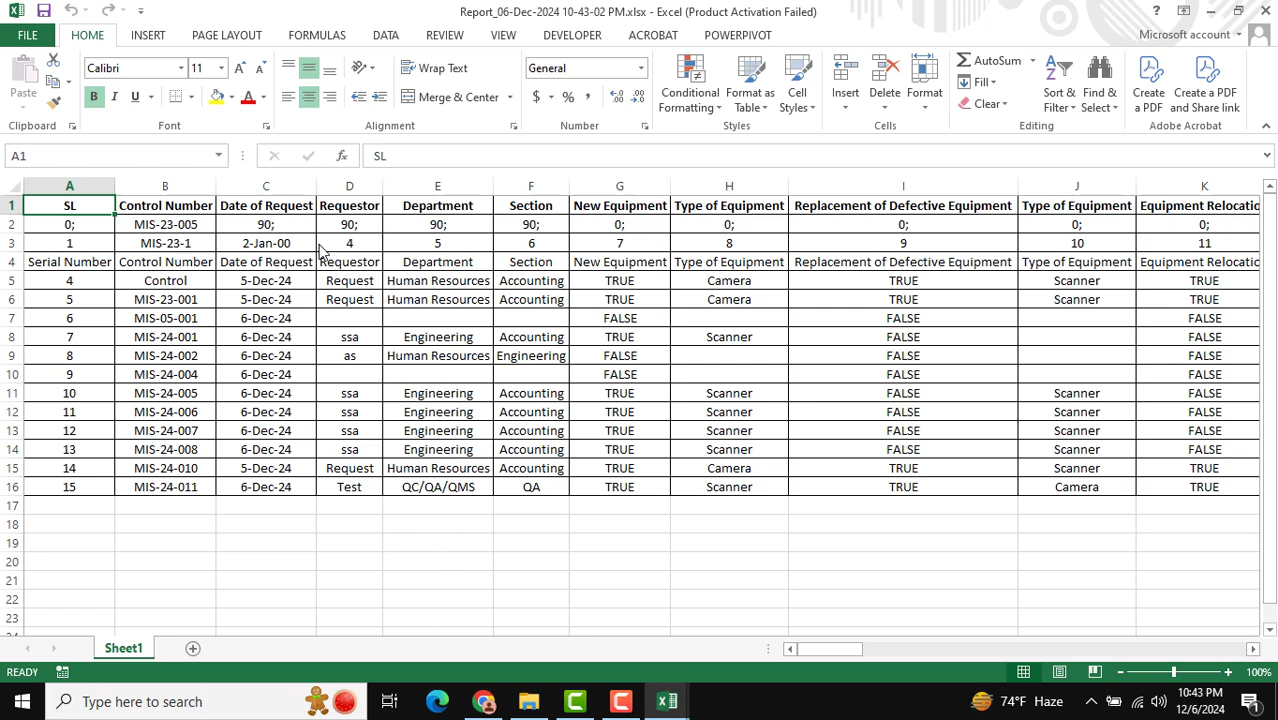 Report_06-Dec-2024 10-43-02 PM.xlsx - Excel (Product Activation Failed)
FILE HOME INSERT PAGE LAYOUT FORMULAS DATA REVIEW VIEW DEVELOPER ACROBAT POWERPIVOT Microsoft account
Paste Calibri 11 Wrap Text General AutoSum
B I U Merge & Center $ % Fill Clear
Conditional Formatting Format as Table Cell Styles Insert Delete Format Sort & Filter Find & Select Create a PDF Create a PDF and Share link
Clipboard Font Alignment Number Styles Cells Editing Adobe Acrobat
A1 fx SL
A B C D E F G H I J K
1 SL Control Number Date of Request Requestor Department Section New Equipment Type of Equipment Replacement of Defective Equipment Type of Equipment Equipment Relocatio
2 0; MIS-23-005 90; 90; 90; 90; 0; 0; 0; 0; 0;
3 1 MIS-23-1 2-Jan-00 4 5 6 7 8 9 10 11
4 Serial Number Control Number Date of Request Requestor Department Section New Equipment Type of Equipment Replacement of Defective Equipment Type of Equipment Equipment Relocatio
5 4 Control 5-Dec-24 Request Human Resources Accounting TRUE Camera TRUE Scanner TRUE
6 5 MIS-23-001 6-Dec-24 Request Human Resources Accounting TRUE Camera TRUE Scanner TRUE
7 6 MIS-05-001 6-Dec-24 FALSE FALSE FALSE
8 7 MIS-24-001 6-Dec-24 ssa Engineering Accounting TRUE Scanner FALSE FALSE
9 8 MIS-24-002 6-Dec-24 as Human Resources Engineering FALSE FALSE FALSE
10 9 MIS-24-004 6-Dec-24 FALSE FALSE FALSE
11 10 MIS-24-005 6-Dec-24 ssa Engineering Accounting TRUE Scanner FALSE Scanner FALSE
12 11 MIS-24-006 6-Dec-24 ssa Engineering Accounting TRUE Scanner FALSE Scanner FALSE
13 12 MIS-24-007 6-Dec-24 ssa Engineering Accounting TRUE Scanner FALSE Scanner FALSE
14 13 MIS-24-008 6-Dec-24 ssa Engineering Accounting TRUE Scanner FALSE Scanner FALSE
15 14 MIS-24-010 5-Dec-24 Request Human Resources Accounting TRUE Camera TRUE Scanner TRUE
16 15 MIS-24-011 6-Dec-24 Test QC/QA/QMS QA TRUE Scanner TRUE Camera TRUE
17
18
19
20
21
22
23
Sheet1
READY 100%
Type here to search 74°F Haze 10:43 PM
12/6/2024